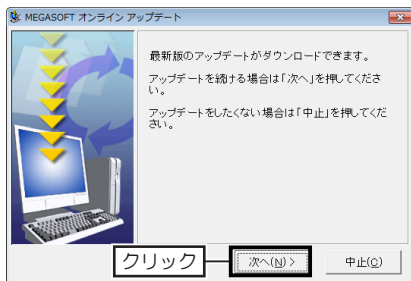 MEGASOFT オンライン アップデート
最新版のアップデートがダウンロードできます。
アップデートを続ける場合は「次へ」を押してくださ
い。
アップデートをしたくない場合は「中止」を押してくだ
さい。
クリック
次へ(N) >
中止(C)